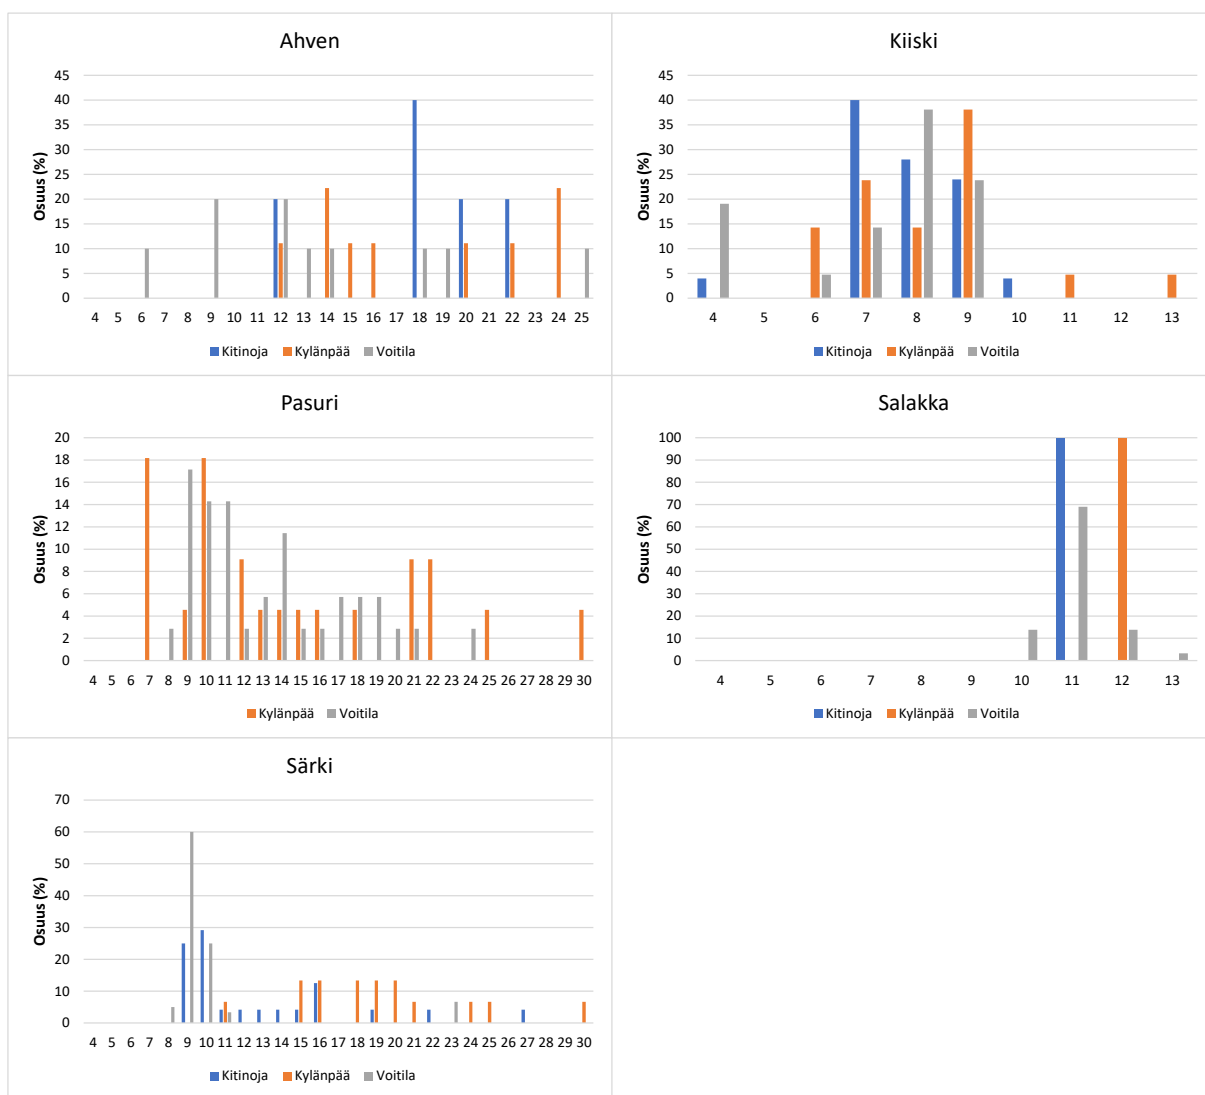 Ahven
Osuus (%)
45
40
35
30
25
20
15
10
5
0
4 5 6 7 8 9 10 11 12 13 14 15 16 17 18 19 20 21 22 23 24 25
Kitinoja Kylänpää Voitila
Kiiski
Osuus (%)
45
40
35
30
25
20
15
10
5
0
4 5 6 7 8 9 10 11 12 13
Kitinoja Kylänpää Voitila
Pasuri
Osuus (%)
20
18
16
14
12
10
8
6
4
2
0
4 5 6 7 8 9 10 11 12 13 14 15 16 17 18 19 20 21 22 23 24 25 26 27 28 29 30
Kylänpää Voitila
Salakka
Osuus (%)
100
90
80
70
60
50
40
30
20
10
0
4 5 6 7 8 9 10 11 12 13
Kitinoja Kylänpää Voitila
Särki
Osuus (%)
70
60
50
40
30
20
10
0
4 5 6 7 8 9 10 11 12 13 14 15 16 17 18 19 20 21 22 23 24 25 26 27 28 29 30
Kitinoja Kylänpää Voitila